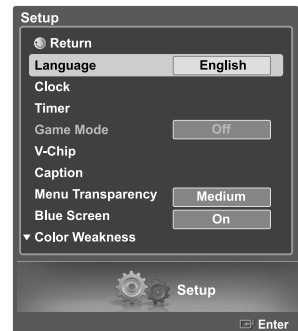 Setup
Return
Language English
Clock
Timer
Game Mode Off
V-Chip
Caption
Menu Transparency Medium
Blue Screen On
▼ Color Weakness
Setup
Enter